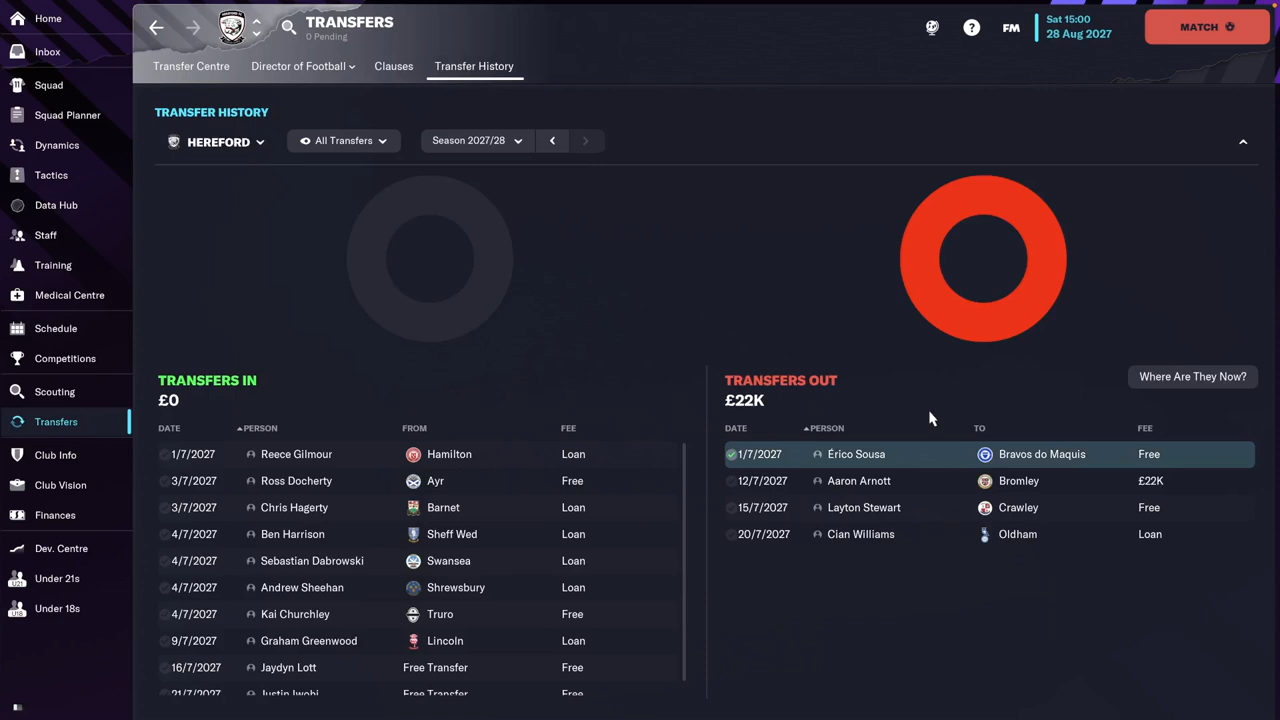 Home
Inbox
Squad
Squad Planner
Dynamics
Tactics
Data Hub
Staff
Training
Medical Centre
Schedule
Competitions
Scouting
Transfers
Club Info
Club Vision
Finances
Dev. Centre
Under 21s
Under 18s
TRANSFERS
0 Pending
FM
Sat 15:00
28 Aug 2027
MATCH
Transfer Centre Director of Football Clauses Transfer History
TRANSFER HISTORY
HEREFORD All Transfers Season 2027/28
TRANSFERS IN
£0
DATE PERSON FROM FEE
1/7/2027 Reece Gilmour Hamilton Loan
3/7/2027 Ross Docherty Ayr Free
3/7/2027 Chris Hagerty Barnet Loan
4/7/2027 Ben Harrison Sheff Wed Loan
4/7/2027 Sebastian Dabrowski Swansea Loan
4/7/2027 Andrew Sheehan Shrewsbury Loan
4/7/2027 Kai Churchley Truro Free
9/7/2027 Graham Greenwood Lincoln Loan
16/7/2027 Jaydyn Lott Free Transfer Free
21/7/2027 Justin Iwobi Free Transfer Free
TRANSFERS OUT
£22K
Where Are They Now?
DATE PERSON TO FEE
1/7/2027 Érico Sousa Bravos do Maquis Free
12/7/2027 Aaron Arnott Bromley £22K
15/7/2027 Layton Stewart Crawley Free
20/7/2027 Cian Williams Oldham Loan